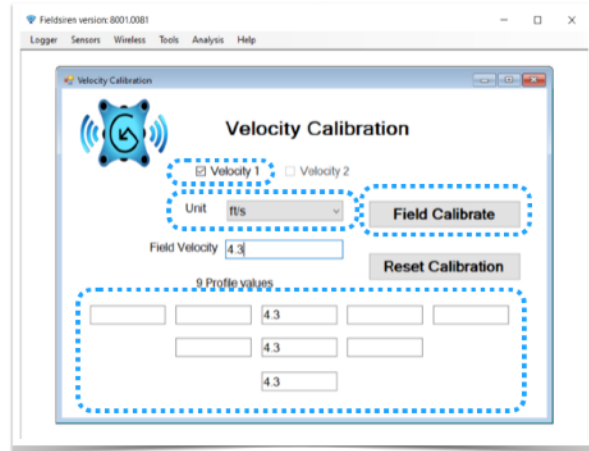 Fieldsiren version: 8001.0081
Logger Sensors Wireless Tools Analysis Help
Velocity Calibration
Velocity Calibration
Velocity 1 Velocity 2
Unit ft/s Field Calibrate
Field Velocity 4.3
Reset Calibration
9 Profile values
4.3
4.3
4.3